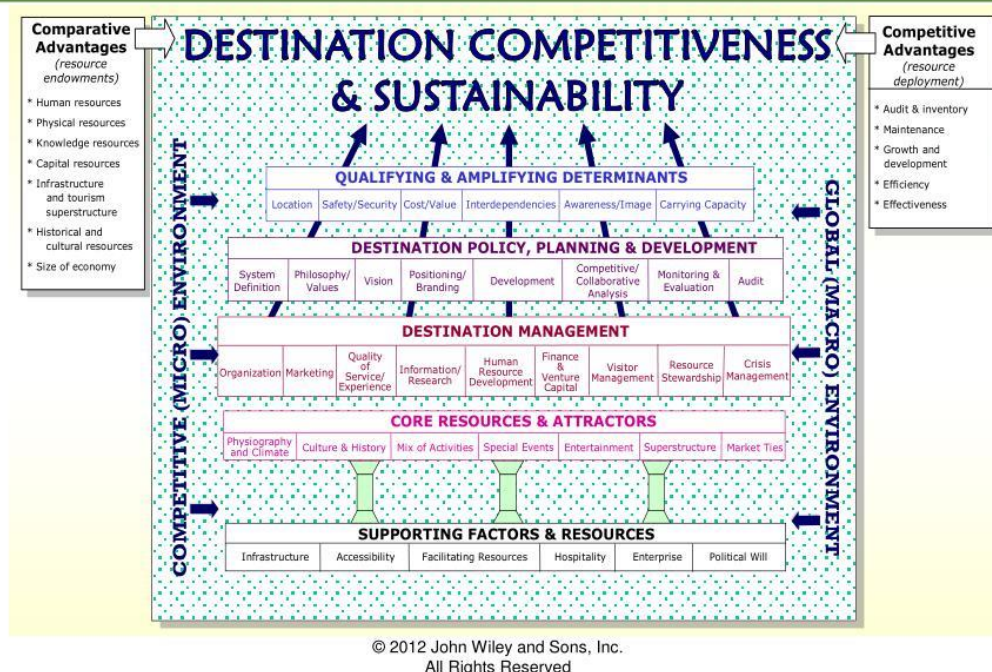 DESTINATION COMPETITIVENESS
& SUSTAINABILITY
Comparative
Advantages
(resource
endowments)
* Human resources
* Physical resources
* Knowledge resources
* Capital resources
* Infrastructure
and tourism
superstructure
* Historical and
cultural resources
* Size of economy
Competitive
Advantages
(resource
deployment)
* Audit & inventory
* Maintenance
* Growth and
development
* Efficiency
* Effectiveness
COMPETITIVE (MICRO) ENVIRONMENT
GLOBAL (MACRO) ENVIRONMENT
QUALIFYING & AMPLIFYING DETERMINANTS
Location Safety/Security Cost/Value Interdependencies Awareness/Image Carrying Capacity
DESTINATION POLICY, PLANNING & DEVELOPMENT
System
Definition
Philosophy/
Values
Vision
Positioning/
Branding
Development
Competitive/
Collaborative
Analysis
Monitoring &
Evaluation
Audit
DESTINATION MANAGEMENT
Organization
Marketing
Quality
of
Service/
Experience
Information/
Research
Human
Resource
Development
Finance
&
Venture
Capital
Visitor
Management
Resource
Stewardship
Crisis
Management
CORE RESOURCES & ATTRACTORS
Physiography
and Climate
Culture & History
Mix of Activities
Special Events
Entertainment
Superstructure
Market Ties
SUPPORTING FACTORS & RESOURCES
Infrastructure Accessibility Facilitating Resources Hospitality Enterprise Political Will
© 2012 John Wiley and Sons, Inc.
All Rights Reserved